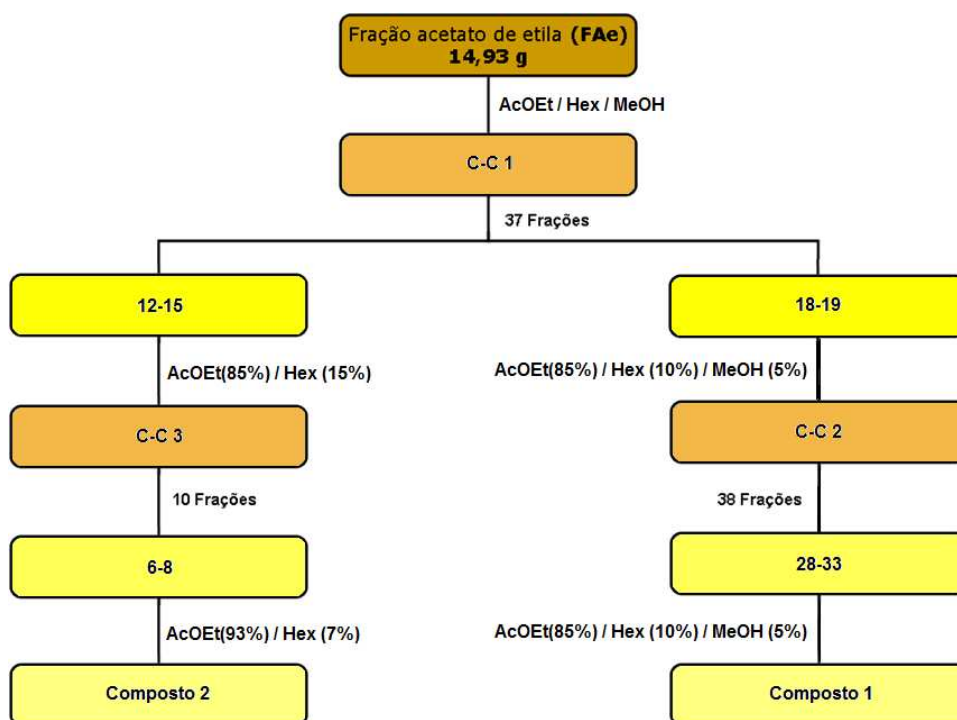 Fração acetato de etila (FAe)
14,93 g
AcOEt / Hex / MeOH
C-C 1
37 Frações
12-15
18-19
AcOEt(85%) / Hex (15%)
AcOEt(85%) / Hex (10%) / MeOH (5%)
C-C 3
C-C 2
10 Frações
38 Frações
6-8
28-33
AcOEt(93%) / Hex (7%)
AcOEt(85%) / Hex (10%) / MeOH (5%)
Composto 2
Composto 1